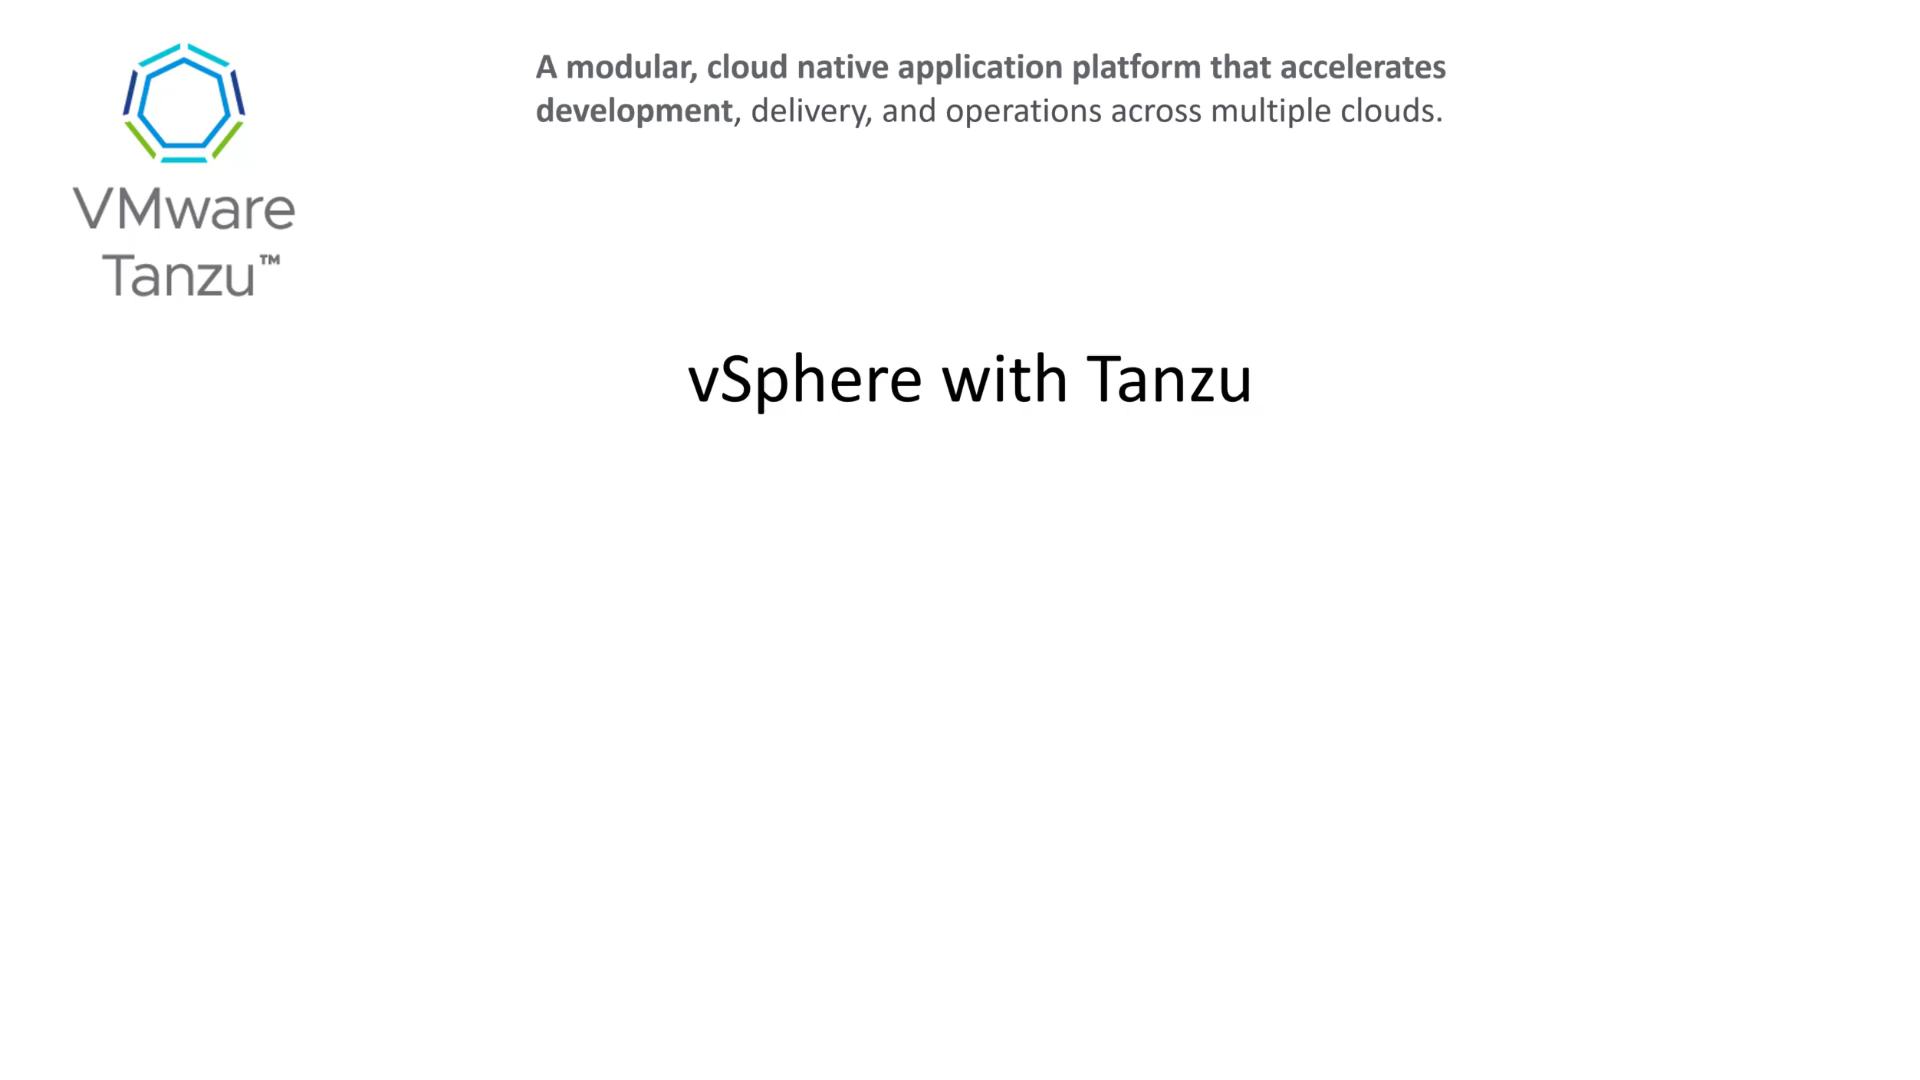 VMware
Tanzu™
A modular, cloud native application platform that accelerates
development, delivery, and operations across multiple clouds.
vSphere with Tanzu